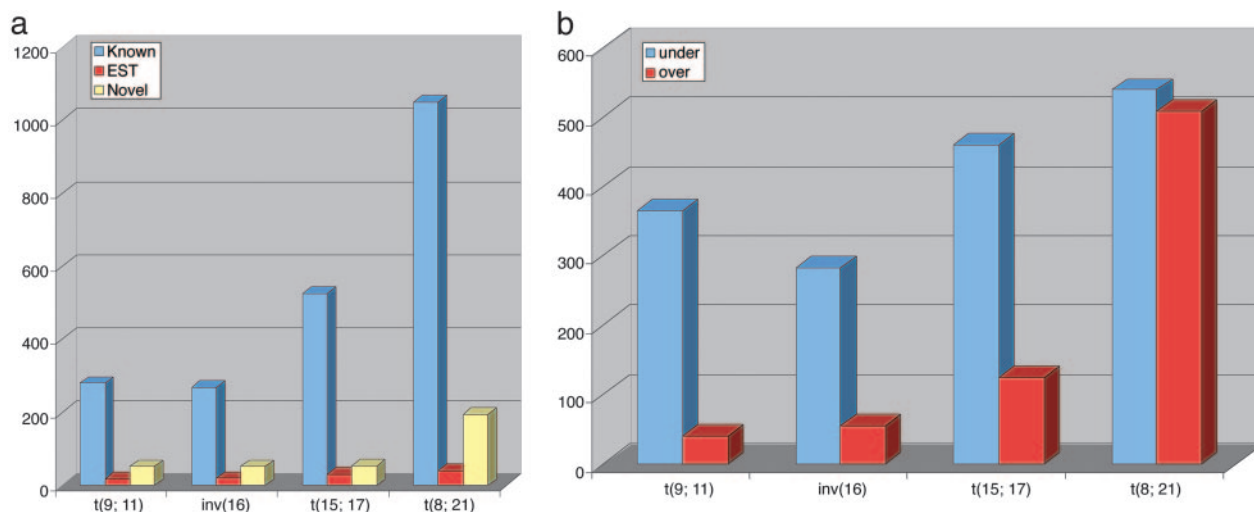 a
1200
1000
800
600
400
200
0
Known
EST
Novel
t(9; 11) inv(16) t(15; 17) t(8; 21)
b
600
500
400
300
200
100
0
under
over
t(9; 11) inv(16) t(15; 17) t(8; 21)